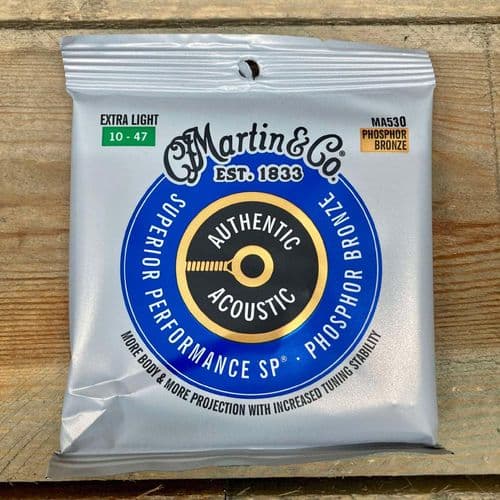 EXTRA LIGHT
10 - 47
MA530
PHOSPHOR
BRONZE
Martin & Co.®
EST. 1833
AUTHENTIC
ACOUSTIC
SUPERIOR PERFORMANCE SP® · PHOSPHOR BRONZE
MORE BODY & MORE PROJECTION WITH INCREASED TUNING STABILITY